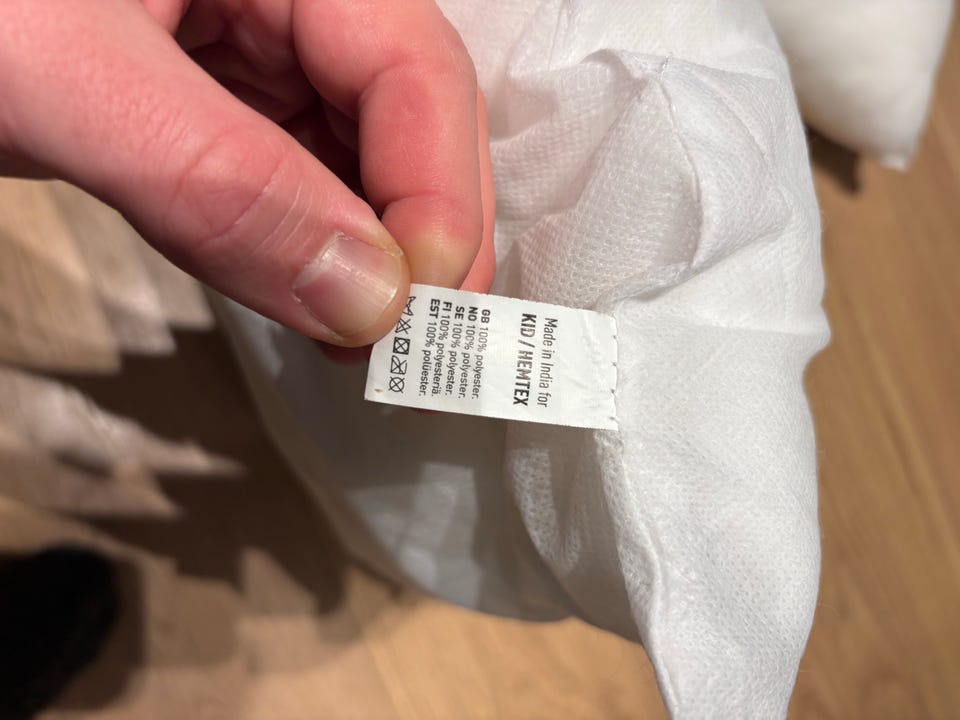 Made in India for
KID / HEMTEX
GB 100% polyester.
NO 100% polyester.
SE 100% polyester.
FI 100% polyesteriä.
EST 100% polüester.